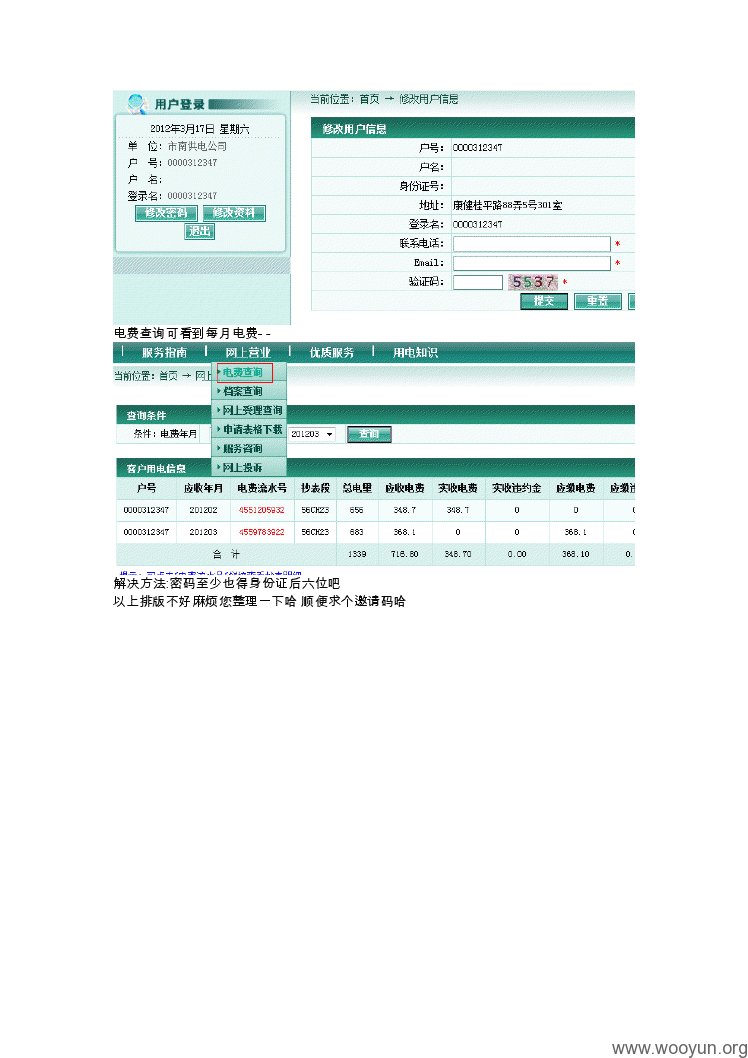 用户登录
2012年3月17日 星期六
单 位：市南供电公司
户 号：0000312347
户 名：
登录名：0000312347
修改密码 修改资料
退出
当前位置：首页 → 修改用户信息
修改用户信息
户号： 0000312347
户名：
身份证号：
地址： 康健桂平路88弄5号301室
登录名： 0000312347
联系电话： *
Email： *
验证码： 5537 *
提交 重置
电费查询可看到每月电费--
服务指南 网上营业 优质服务 用电知识
当前位置：首页 → 网上
电费查询
档案查询
网上受理查询
申请表格下载
服务咨询
网上投诉
查询条件
条件：电费年月 201203 查询
客户用电信息
户号 应收年月 电费流水号 抄表段 总电量 应收电费 实收电费 实收违约金 应缴电费 应缴违
0000312347 201202 4551205932 56CH23 656 348.7 348.7 0 0 0
0000312347 201203 4559783922 56CH23 683 368.1 0 0 368.1 0
合 计 1339 716.80 348.70 0.00 368.10 0.
解决方法:密码至少也得身份证后六位吧
以上排版不好麻烦您整理一下哈 顺便求个邀请码哈
www.wooyun.org